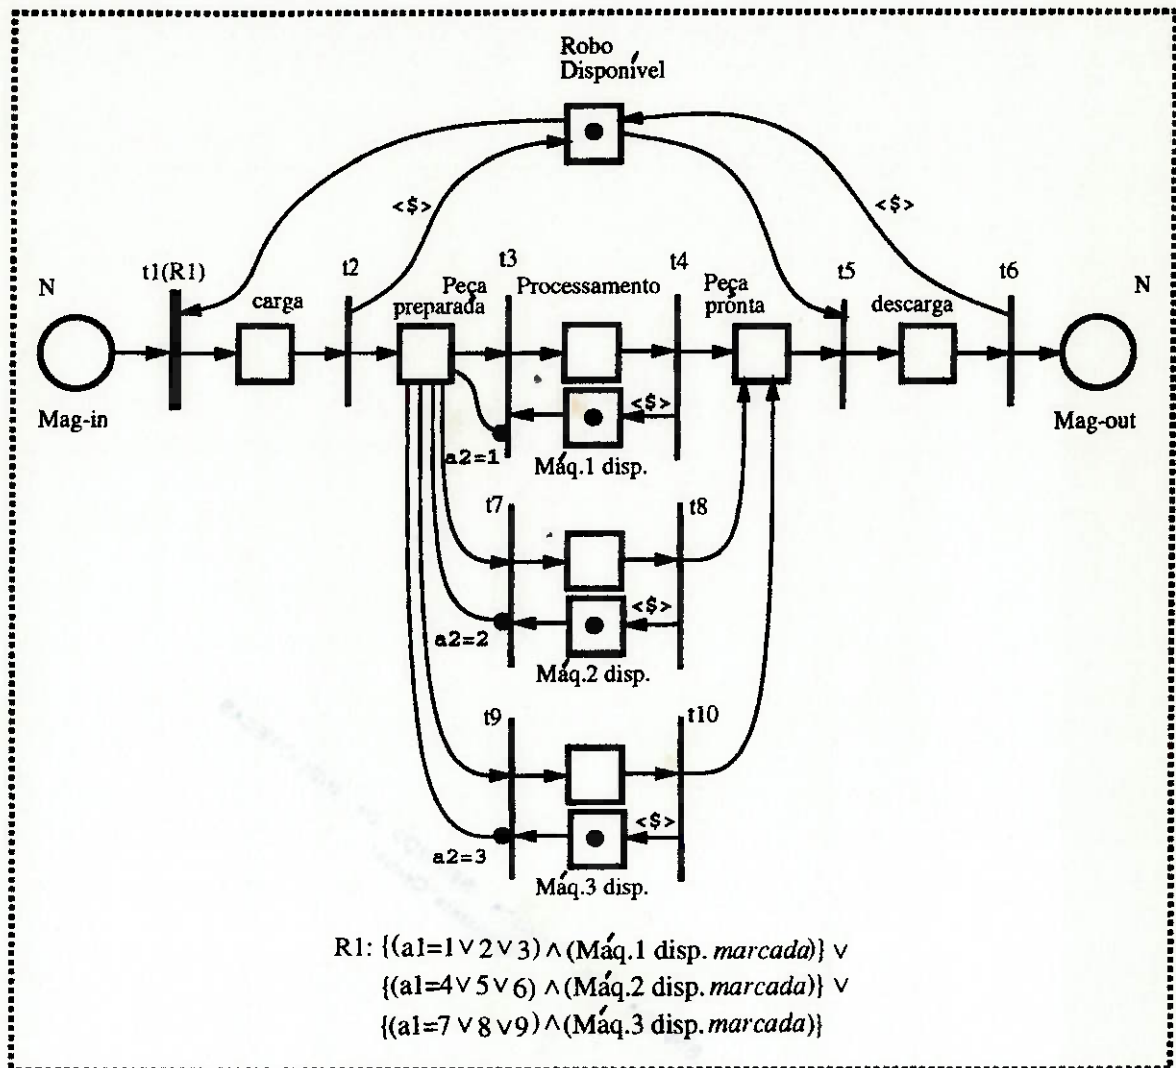 Robo
Disponível
<$>
<$>
N
t1(R1)
carga
t2
Peça
preparada
t3
Processamento
t4
Peça
pronta
t5
descarga
t6
N
Mag-in
Mag-out
a2=1
<$>
Máq.1 disp.
t7
t8
a2=2
<$>
Máq.2 disp.
t9
t10
a2=3
<$>
Máq.3 disp.
R1: {(a1=1∨2∨3)∧(Máq.1 disp. marcada)} ∨
{(a1=4∨5∨6) ∧(Máq.2 disp. marcada)} ∨
{(a1=7∨8∨9)∧(Máq.3 disp. marcada)}